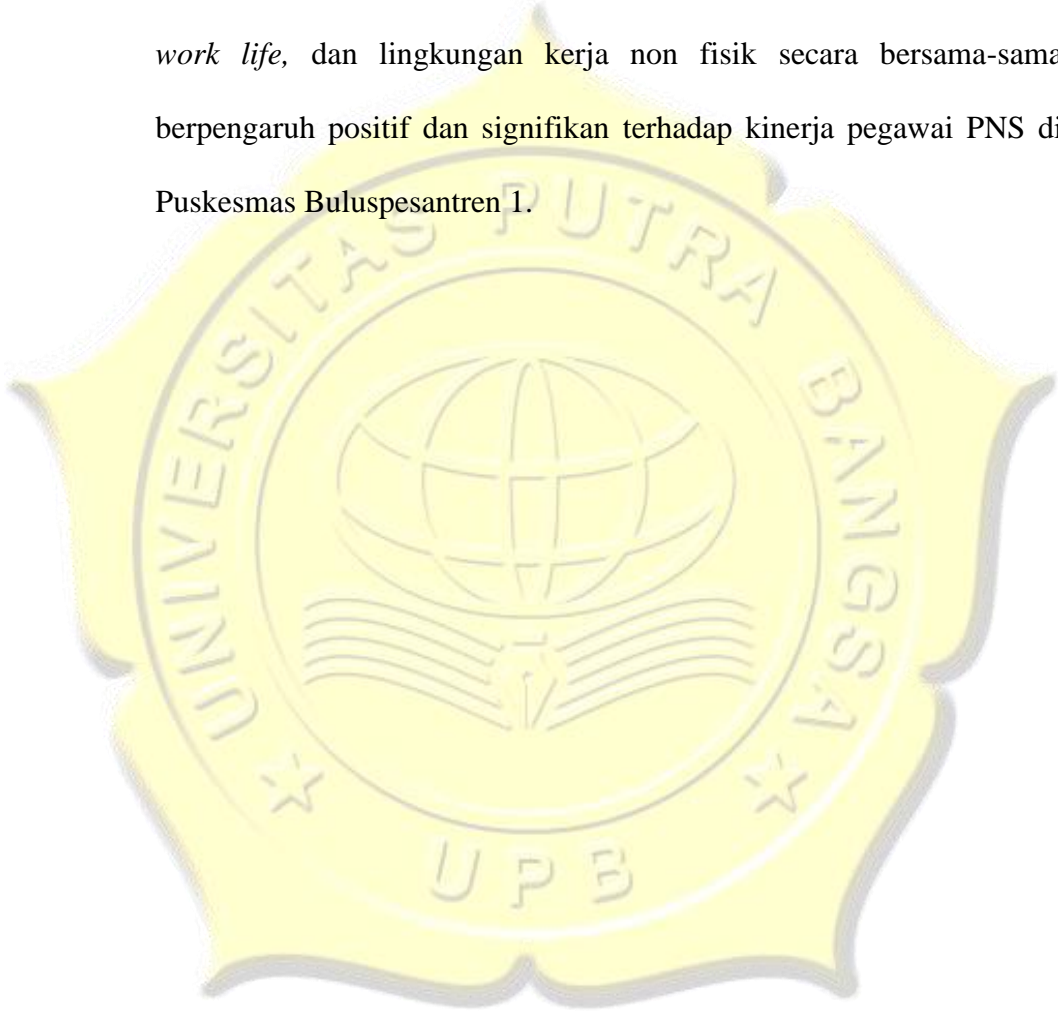 work life, dan lingkungan kerja non fisik secara bersama-sama
berpengaruh positif dan signifikan terhadap kinerja pegawai PNS di
Puskesmas Buluspesantren 1.
UNIVERSITAS PUTRA BANGSA
UPB